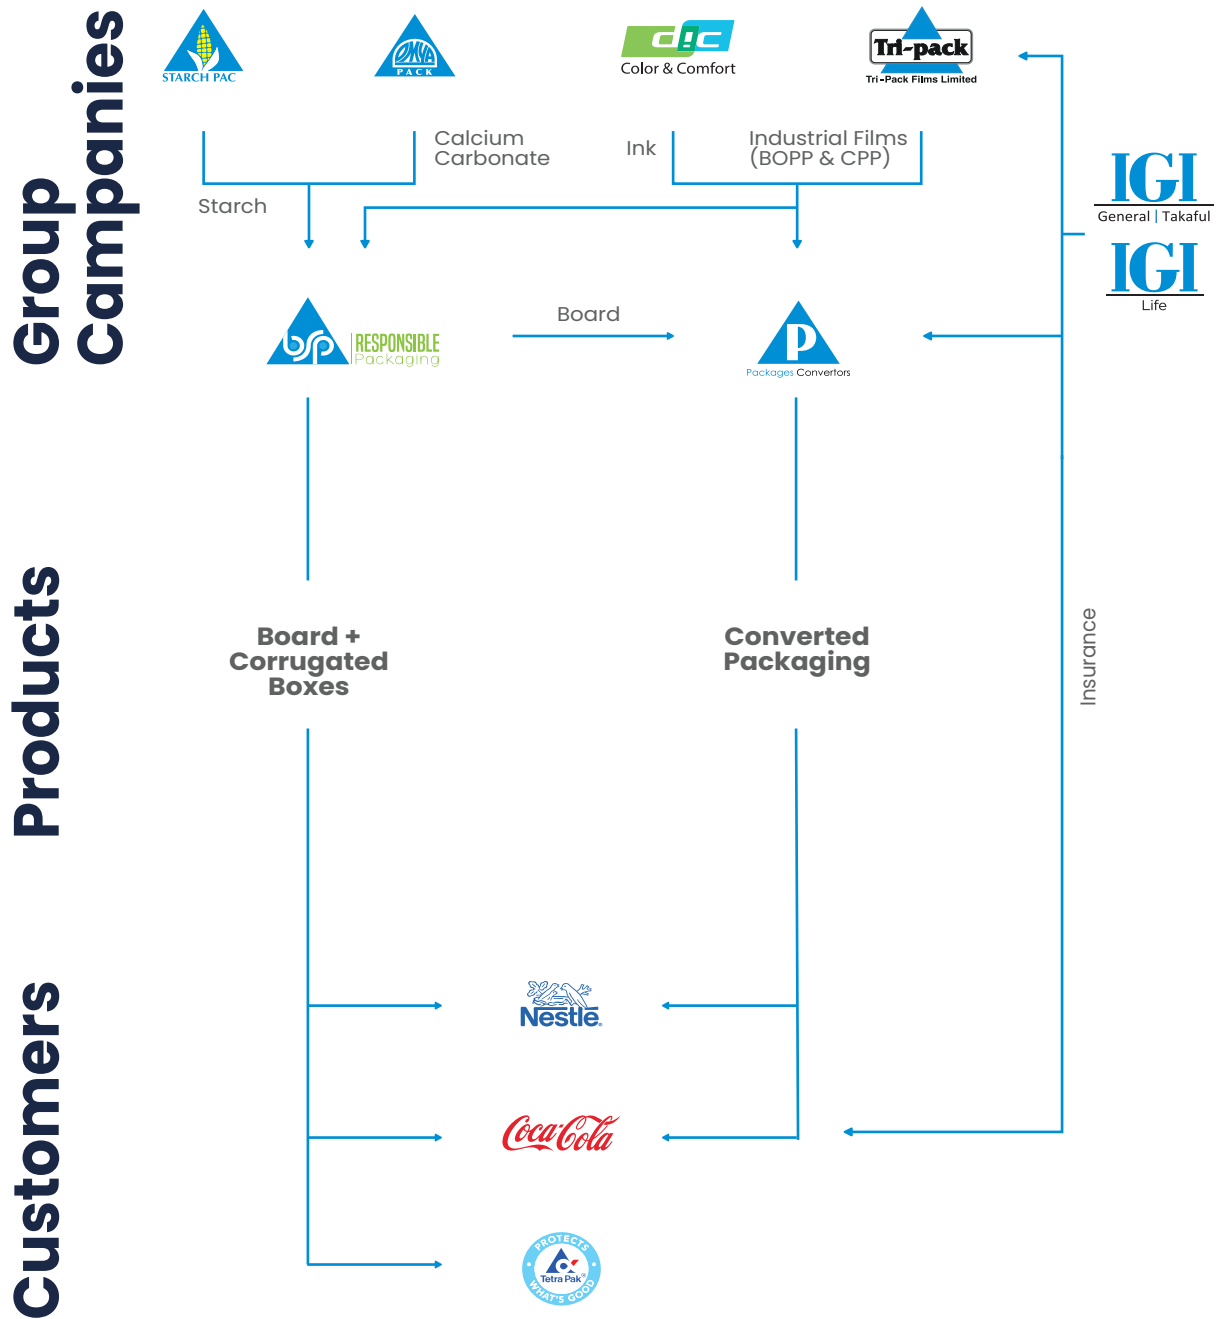 Group
Campanies
STARCH PAC
OMYA
PACK
dic
Color & Comfort
Tri-pack
Tri-Pack Films Limited
Calcium
Carbonate
Ink
Industrial Films
(BOPP & CPP)
Starch
IGI
General | Takaful
IGI
Life
bsp
RESPONSIBLE
Packaging
Board
P
Packages Convertors
Products
Board +
Corrugated
Boxes
Converted
Packaging
Insurance
Customers
Nestlé
Coca-Cola
PROTECTS
Tetra Pak
WHAT'S GOOD